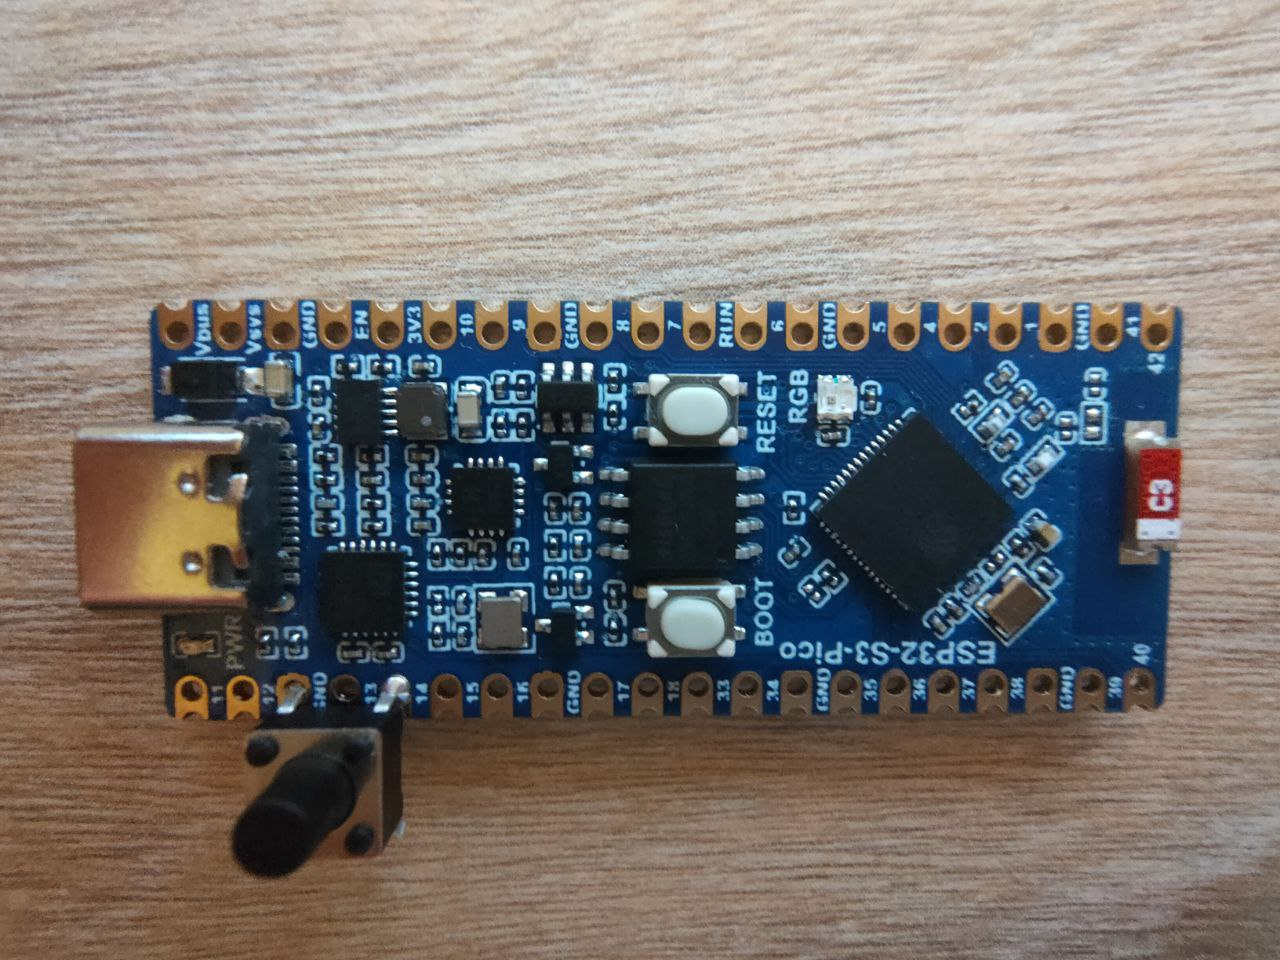 Vbus
Vsys
GND
EN
3V3
10
9
GND
8
7
RUN
6
GND
5
4
2
1
GND
41
42
RESET
RGB
C3
BOOT
ESP32-S3-Pico
PWR
11
12
GND
13
14
15
16
GND
17
18
33
34
GND
35
36
37
38
GND
39
40